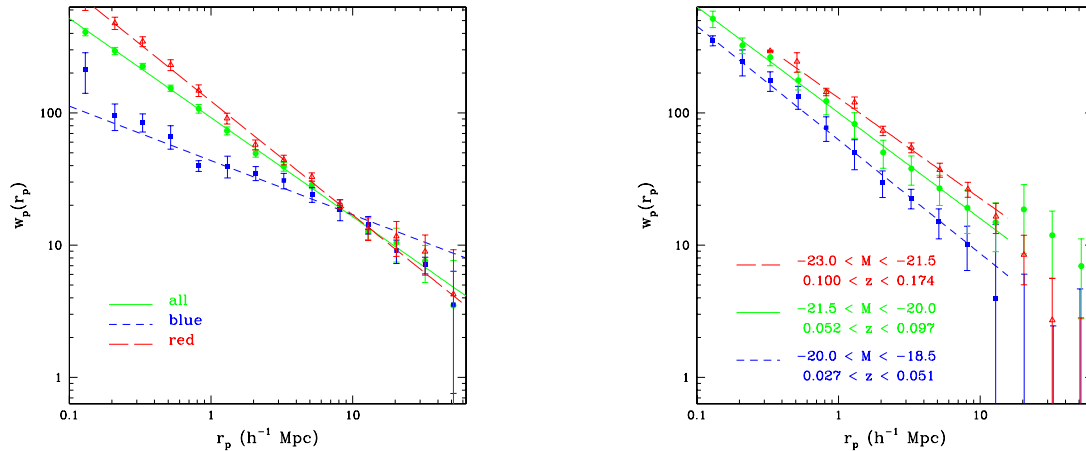 100
10
1
w_p(r_p)
all
blue
red
0.1 1 10
r_p (h⁻¹ Mpc)
100
10
1
w_p(r_p)
−23.0 < M < −21.5
0.100 < z < 0.174
−21.5 < M < −20.0
0.052 < z < 0.097
−20.0 < M < −18.5
0.027 < z < 0.051
0.1 1 10
r_p (h⁻¹ Mpc)